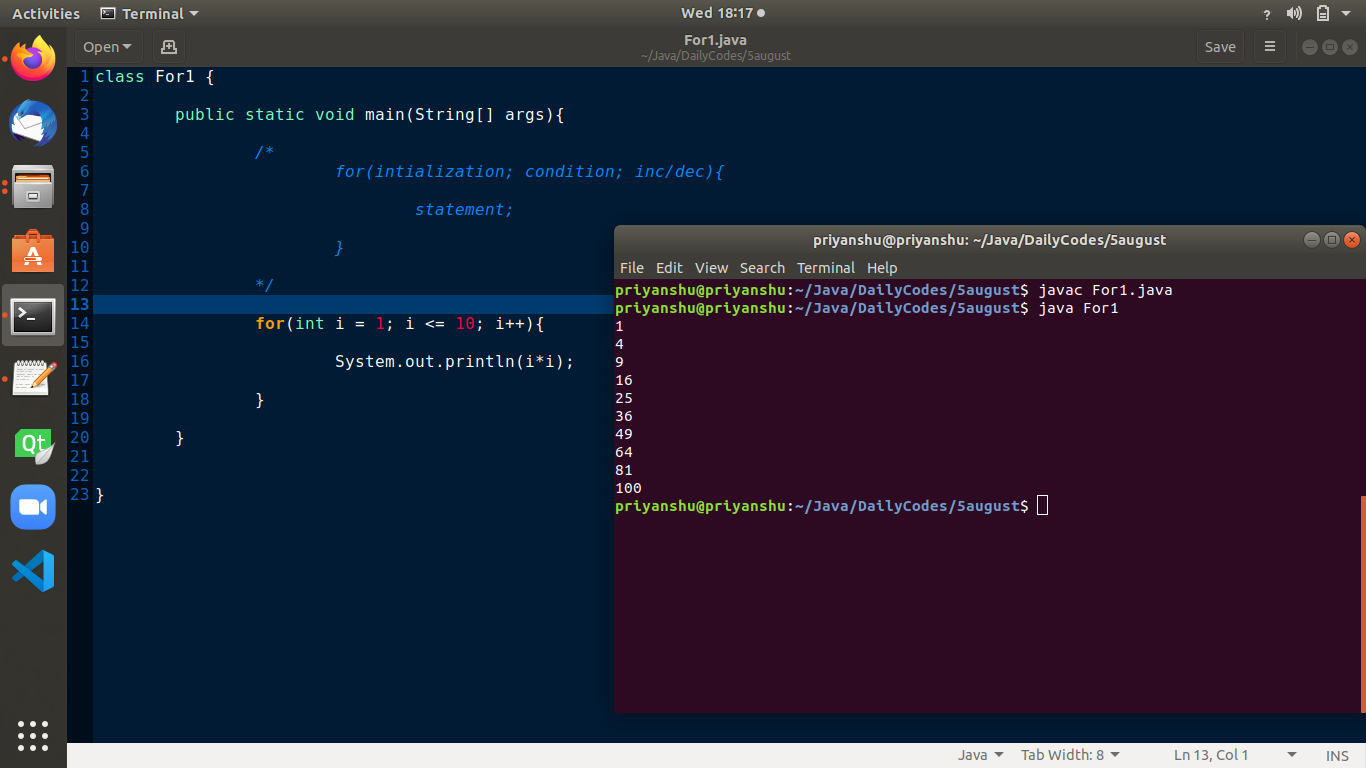 Activities Terminal Wed 18:17 ?
Open For1.java Save
~/Java/DailyCodes/5august
1 class For1 {
2
3 public static void main(String[] args){
4
5 /*
6 for(intialization; condition; inc/dec){
7
8 statement;
9
10 }
11
12 */
13
14 for(int i = 1; i <= 10; i++){
15
16 System.out.println(i*i);
17
18 }
19
20 }
21
22
23 }
priyanshu@priyanshu: ~/Java/DailyCodes/5august
File Edit View Search Terminal Help
priyanshu@priyanshu:~/Java/DailyCodes/5august$ javac For1.java
priyanshu@priyanshu:~/Java/DailyCodes/5august$ java For1
1
4
9
16
25
36
49
64
81
100
priyanshu@priyanshu:~/Java/DailyCodes/5august$
A
Qt
Java Tab Width: 8 Ln 13, Col 1 INS